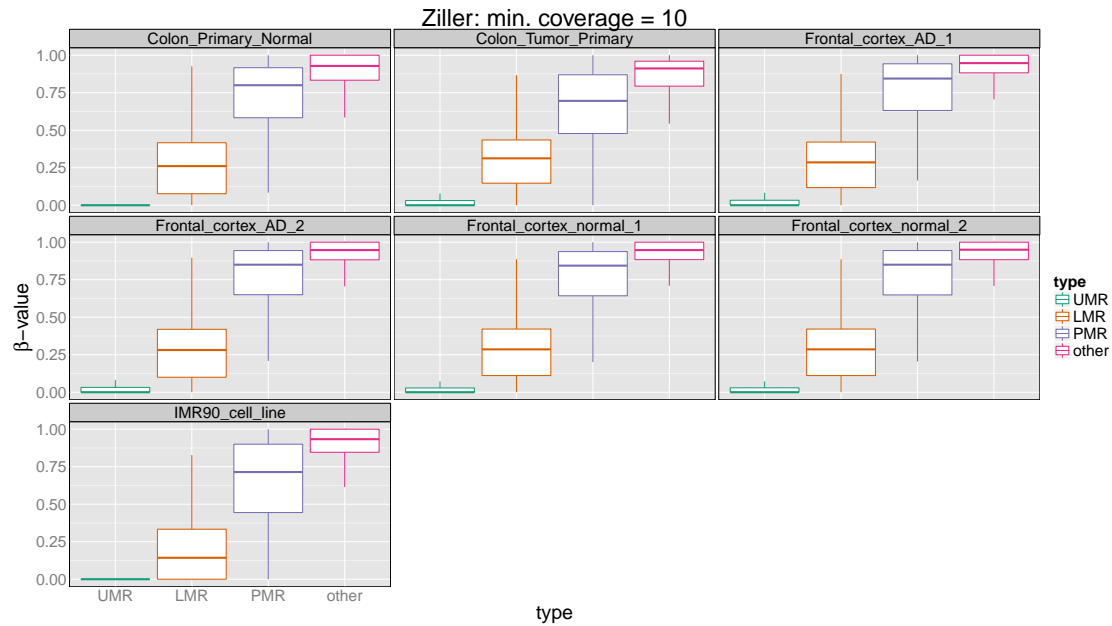 Ziller: min. coverage = 10
Colon_Primary_Normal
Colon_Tumor_Primary
Frontal_cortex_AD_1
1.00
0.75
0.50
0.25
0.00
Frontal_cortex_AD_2
Frontal_cortex_normal_1
Frontal_cortex_normal_2
1.00
0.75
0.50
0.25
0.00
β−value
type
UMR
LMR
PMR
other
IMR90_cell_line
1.00
0.75
0.50
0.25
0.00
UMR
LMR
PMR
other
type